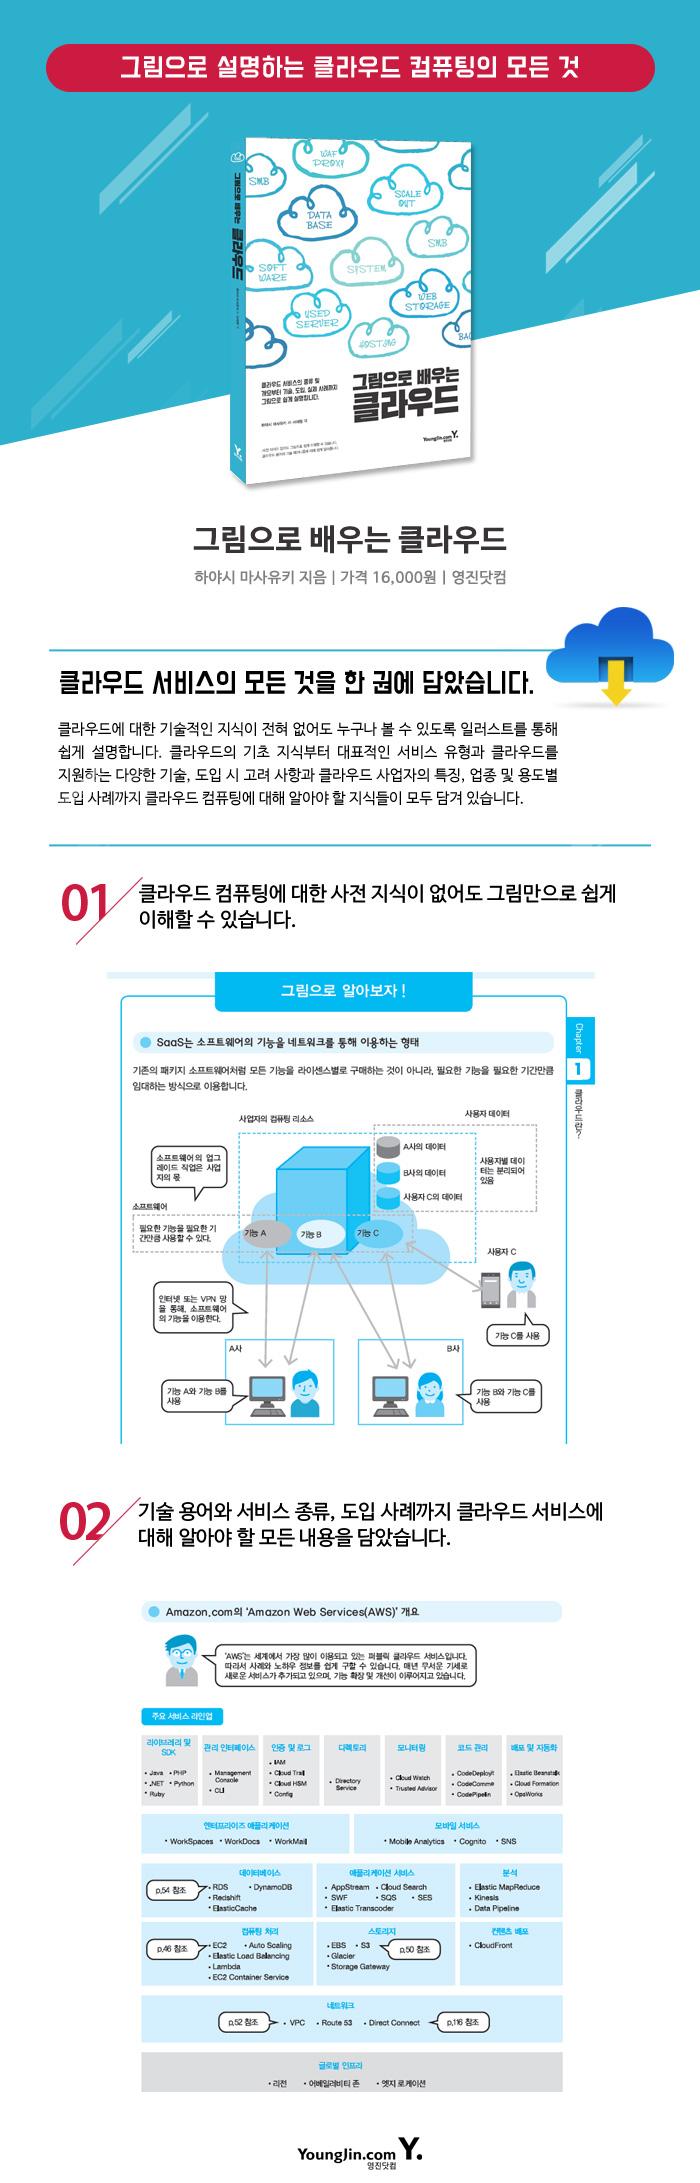 그림으로 설명하는 클라우드 컴퓨팅의 모든 것
WAF
PROXY
SMB
DATA
BASE
SCALE
OUT
SMB
SOFT
WARE
SYSTEM
WEB
STORAGE
USED
SERVER
HOSTING
그림으로 배우는 클라우드
클라우드 서비스의 종류 및
개요부터 기술, 도입, 실제 사례까지
그림으로 쉽게 설명합니다.
그림으로 배우는
클라우드
YoungJin.com Y.
그림으로 배우는 클라우드
하야시 마사유키 지음 | 가격 16,000원 | 영진닷컴
클라우드 서비스의 모든 것을 한 권에 담았습니다.
클라우드에 대한 기술적인 지식이 전혀 없어도 누구나 볼 수 있도록 일러스트를 통해
쉽게 설명합니다. 클라우드의 기초 지식부터 대표적인 서비스 유형과 클라우드를
지원하는 다양한 기술, 도입 시 고려 사항과 클라우드 사업자의 특징, 업종 및 용도별
도입 사례까지 클라우드 컴퓨팅에 대해 알아야 할 지식들이 모두 담겨 있습니다.
01
클라우드 컴퓨팅에 대한 사전 지식이 없어도 그림만으로 쉽게
이해할 수 있습니다.
그림으로 알아보자!
Chapter
1
클라우드란?
SaaS는 소프트웨어의 기능을 네트워크를 통해 이용하는 형태
기존의 패키지 소프트웨어처럼 모든 기능을 라이센스별로 구매하는 것이 아니라, 필요한 기능을 필요한 기간만큼
임대하는 방식으로 이용합니다.
사업자의 컴퓨팅 리소스
사용자 데이터
A사의 데이터
B사의 데이터
사용자 C의 데이터
사용자별 데이
터는 분리되어
있음
소프트웨어의 업그
레이드 작업은 사업
자의 몫
소프트웨어
필요한 기능을 필요한 기
간만큼 사용할 수 있다.
기능 A
기능 B
기능 C
사용자 C
인터넷 또는 VPN 망
을 통해, 소프트웨어
의 기능을 이용한다.
기능 C를 사용
A사
B사
기능 A와 기능 B를
사용
기능 B와 기능 C를
사용
02
기술 용어와 서비스 종류, 도입 사례까지 클라우드 서비스에
대해 알아야 할 모든 내용을 담았습니다.
Amazon.com의 ‘Amazon Web Services(AWS)’ 개요
‘AWS’는 세계에서 가장 많이 이용되고 있는 퍼블릭 클라우드 서비스입니다.
따라서 사례와 노하우 정보를 쉽게 구할 수 있습니다. 매년 무서운 기세로
새로운 서비스가 추가되고 있으며, 기능 확장 및 개선이 이루어지고 있습니다.
주요 서비스 라인업
라이브러리 및
SDK
• Java • PHP
• .NET • Python
• Ruby
관리 인터페이스
• Management
Console
• CLI
인증 및 로그
• IAM
• Cloud Trail
• Cloud HSM
• Config
디렉토리
• Directory
Service
모니터링
• Cloud Watch
• Trusted Advisor
코드 관리
• CodeDeployt
• CodeComme
• CodePipelin
배포 및 자동화
• Elastic Beanstalk
• Cloud Formation
• OpsWorks
엔터프라이즈 애플리케이션
• WorkSpaces • WorkDocs • WorkMail
모바일 서비스
• Mobile Analytics • Cognito • SNS
데이터베이스
p.54 참조
• RDS • DynamoDB
• Redshift
• ElasticCache
애플리케이션 서비스
• AppStream • Cloud Search
• SWF • SQS • SES
• Elastic Transcoder
분석
• Elastic MapReduce
• Kinesis
• Data Pipeline
컴퓨팅 처리
p.46 참조
• EC2 • Auto Scaling
• Elastic Load Balancing
• Lambda
• EC2 Container Service
스토리지
• EBS • S3
p.50 참조
• Glacier
• Storage Gateway
컨텐츠 배포
• CloudFront
네트워크
p.52 참조
• VPC • Route 53 • Direct Connect
p.116 참조
글로벌 인프라
• 리전 • 어베일러비티 존 • 엣지 로케이션
YoungJin.com Y.
영진닷컴